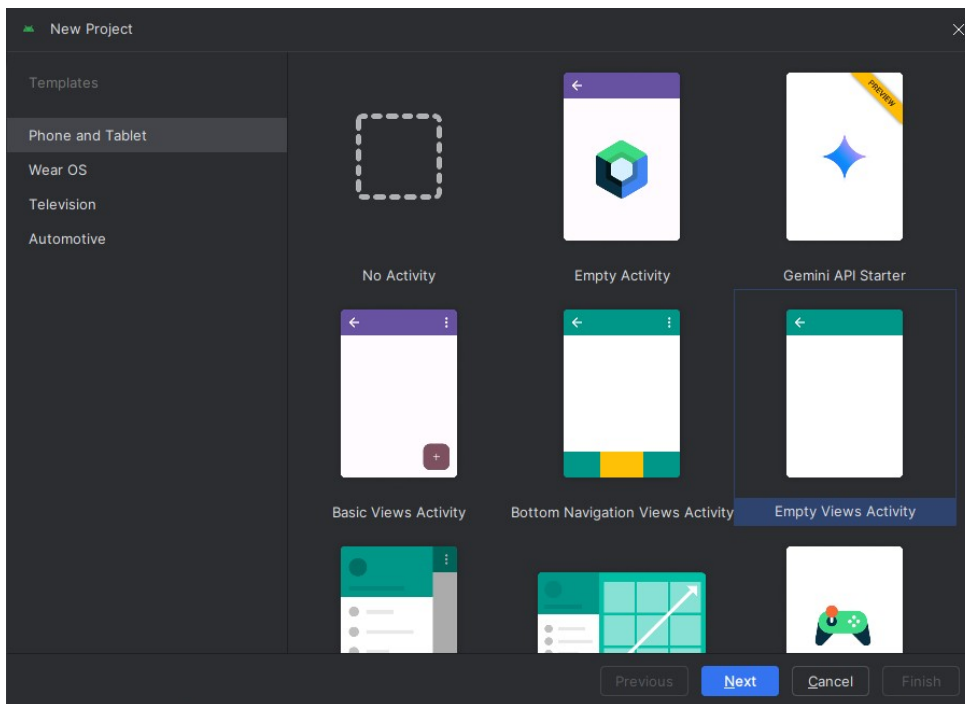 New Project
Templates
Phone and Tablet
Wear OS
Television
Automotive
PREVIEW
No Activity
Empty Activity
Gemini API Starter
Basic Views Activity
Bottom Navigation Views Activity
Empty Views Activity
Previous
Next
Cancel
Finish